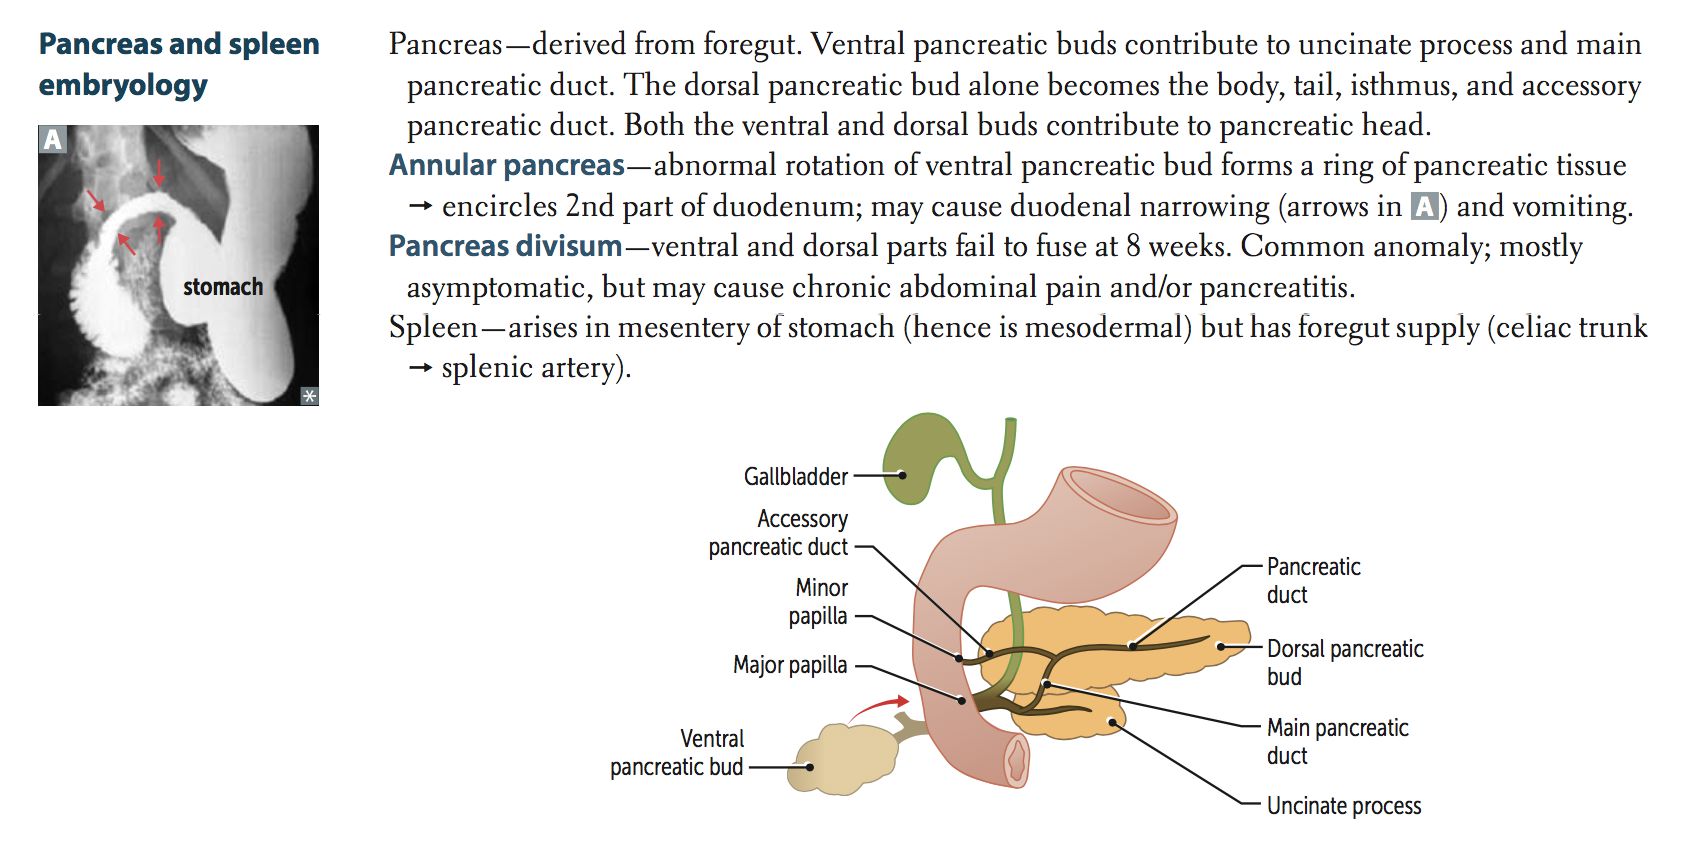 Pancreas and spleen
embryology
A
stomach
*
Pancreas—derived from foregut. Ventral pancreatic buds contribute to uncinate process and main
pancreatic duct. The dorsal pancreatic bud alone becomes the body, tail, isthmus, and accessory
pancreatic duct. Both the ventral and dorsal buds contribute to pancreatic head.
Annular pancreas—abnormal rotation of ventral pancreatic bud forms a ring of pancreatic tissue
→ encircles 2nd part of duodenum; may cause duodenal narrowing (arrows in A) and vomiting.
Pancreas divisum—ventral and dorsal parts fail to fuse at 8 weeks. Common anomaly; mostly
asymptomatic, but may cause chronic abdominal pain and/or pancreatitis.
Spleen—arises in mesentery of stomach (hence is mesodermal) but has foregut supply (celiac trunk
→ splenic artery).
Gallbladder
Accessory
pancreatic duct
Minor
papilla
Major papilla
Ventral
pancreatic bud
Pancreatic
duct
Dorsal pancreatic
bud
Main pancreatic
duct
Uncinate process